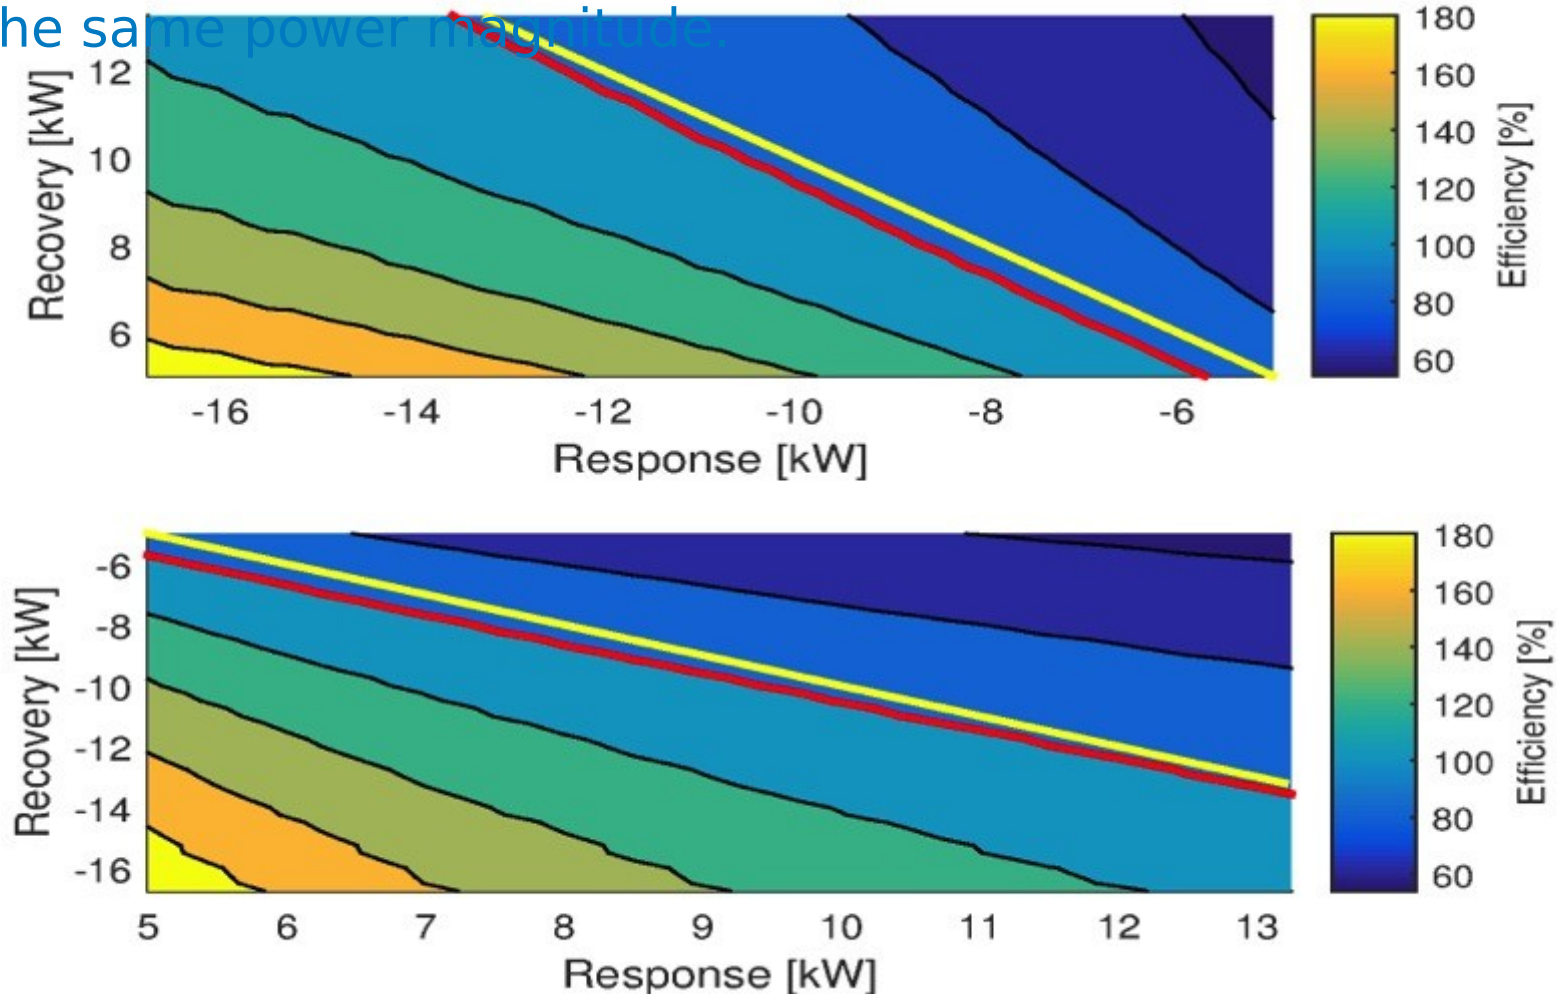 he same power magnitude.
Recovery [kW]
12
10
8
6
-16 -14 -12 -10 -8 -6
Response [kW]
180
160
140
120
100
80
60
Efficiency [%]
Recovery [kW]
-6
-8
-10
-12
-14
-16
5 6 7 8 9 10 11 12 13
Response [kW]
180
160
140
120
100
80
60
Efficiency [%]